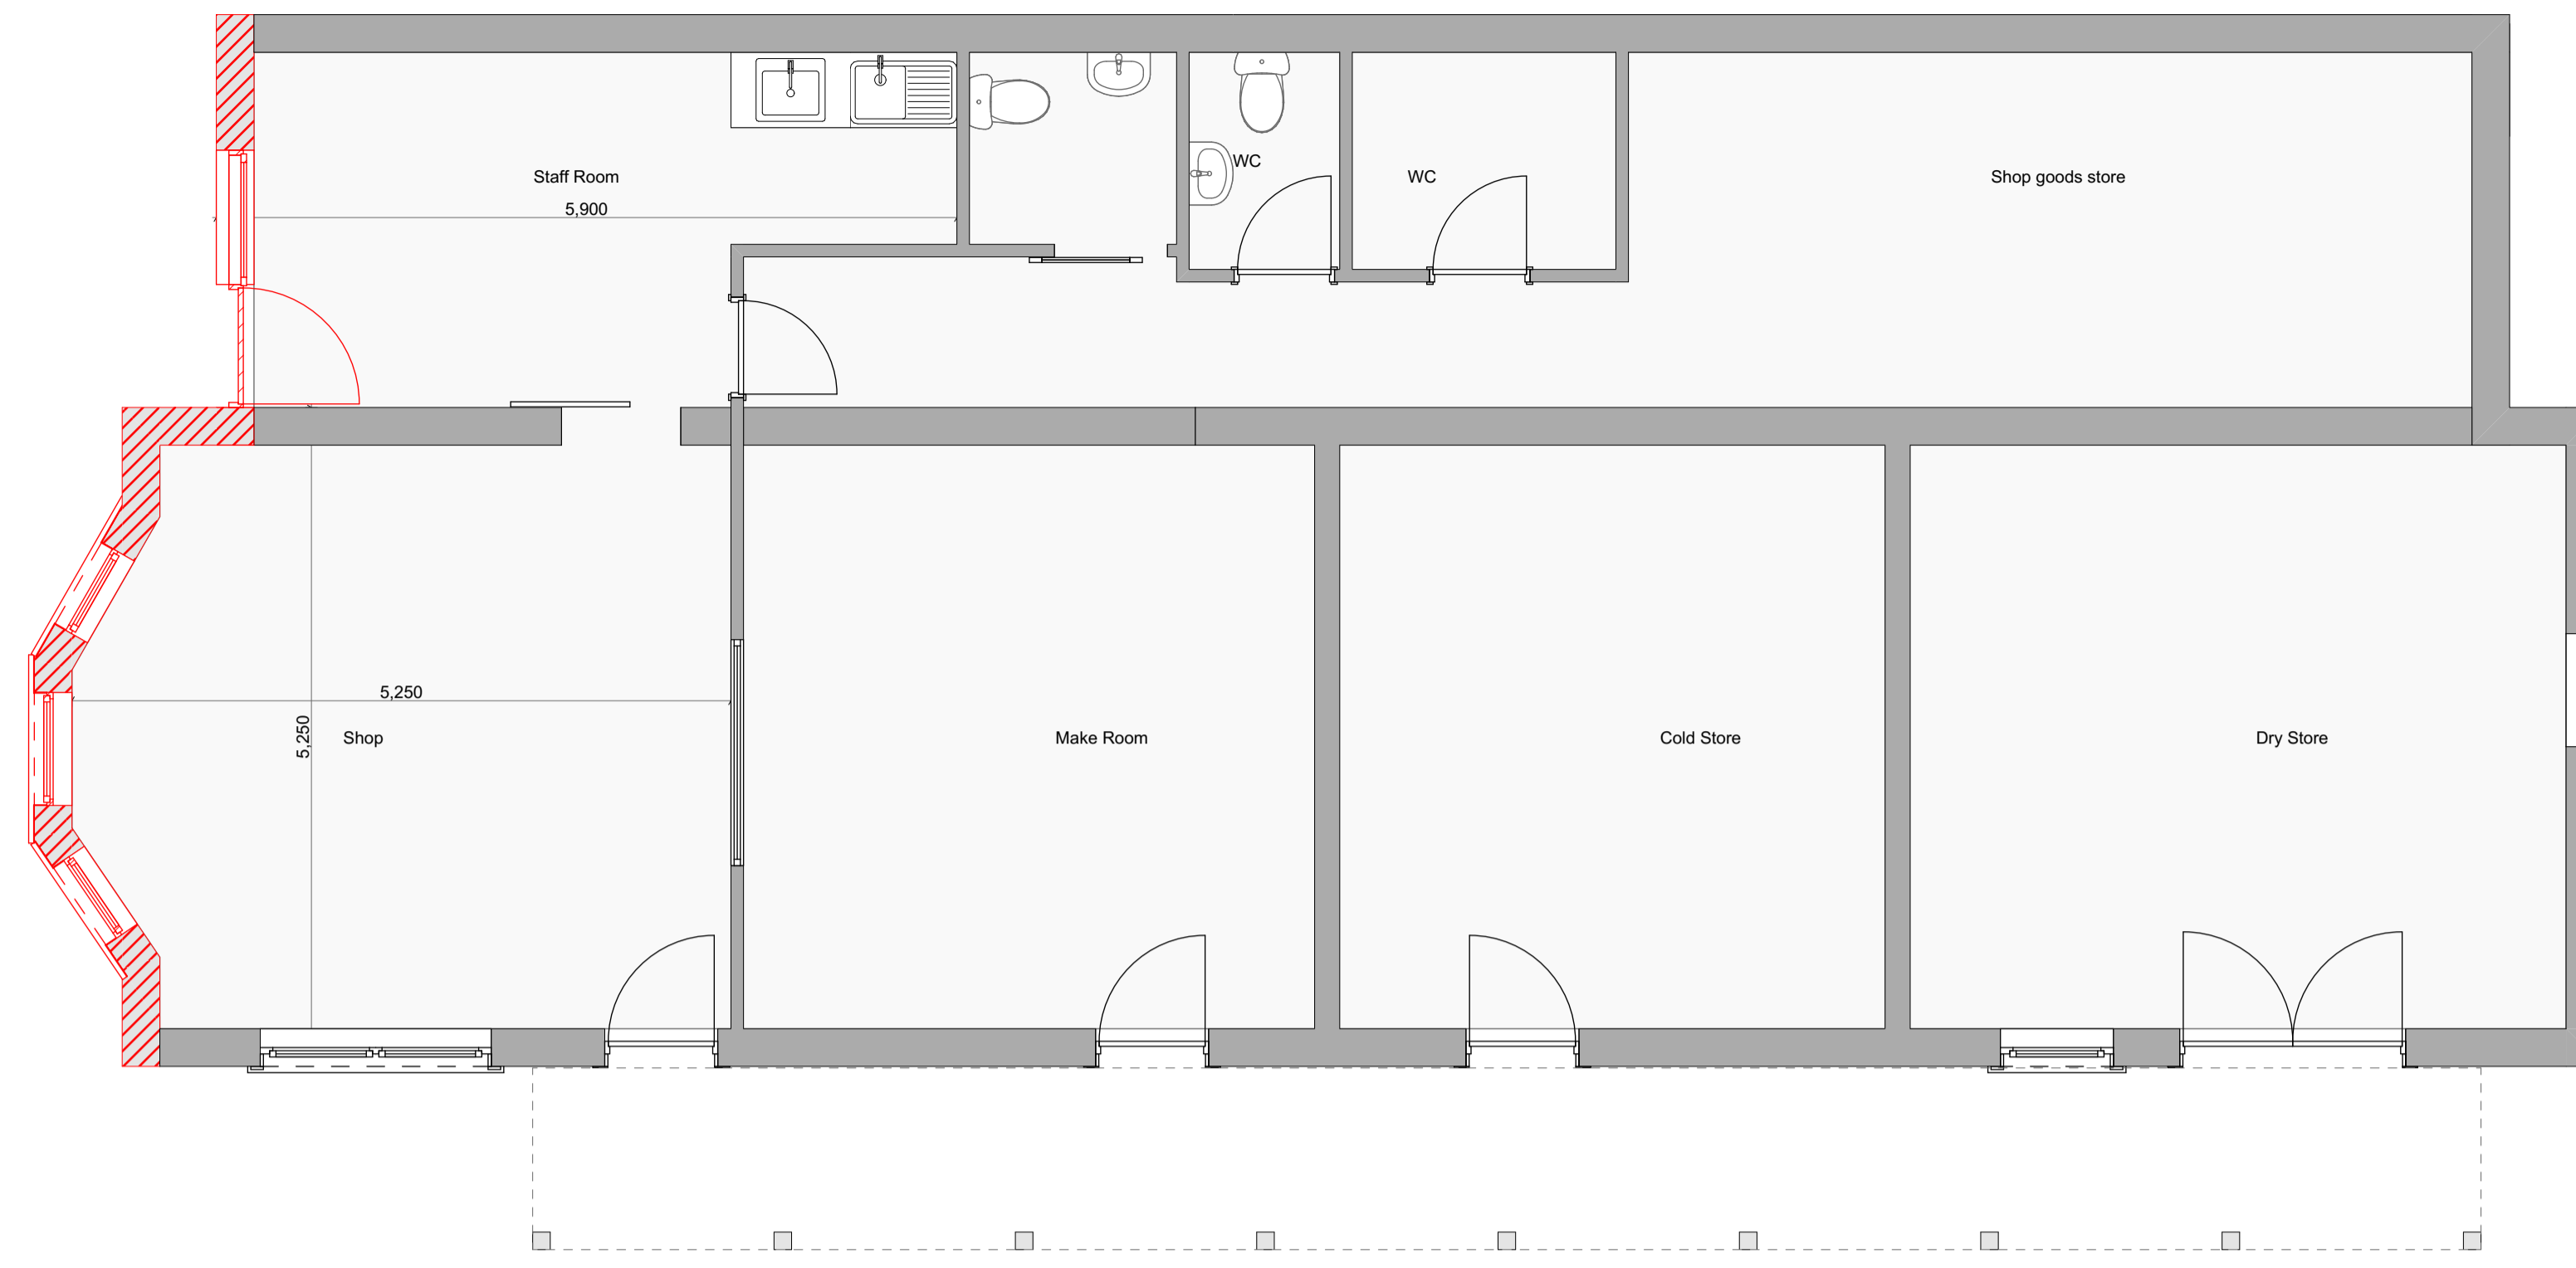 WC
Staff Room
WC
Shop goods store
5,900
5,250
5,250
Shop
Make Room
Cold Store
Dry Store